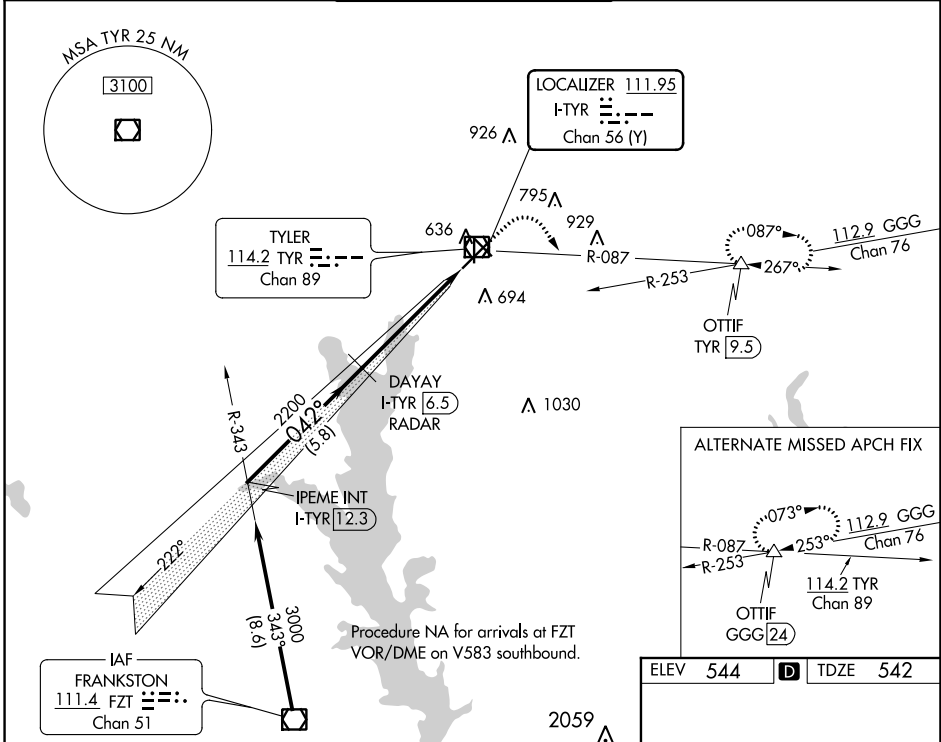 MSA TYR 25 NM
3100
LOCALIZER 111.95
I-TYR
Chan 56 (Y)
926
795
929
636
TYLER
114.2 TYR
Chan 89
R-087
087°
267°
112.9 GGG
Chan 76
R-253
OTTIF
TYR 9.5
694
DAYAY
I-TYR 6.5
RADAR
1030
2200
042°
(5.8)
R-343
IPEME INT
I-TYR 12.3
222°
3000
343°
(8.6)
Procedure NA for arrivals at FZT
VOR/DME on V583 southbound.
IAF
FRANKSTON
111.4 FZT
Chan 51
2059
ALTERNATE MISSED APCH FIX
073°
253°
112.9 GGG
Chan 76
R-087
R-253
114.2 TYR
Chan 89
OTTIF
GGG 24
ELEV 544 D TDZE 542